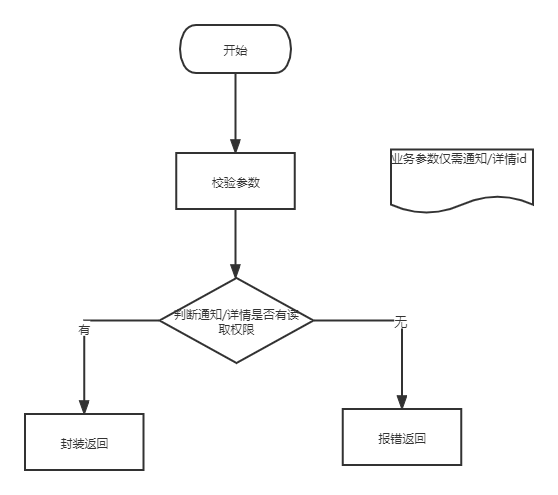 开始
业务参数仅需通知/详情id
校验参数
判断通知/详情是否有读
取权限
有
无
封装返回
报错返回